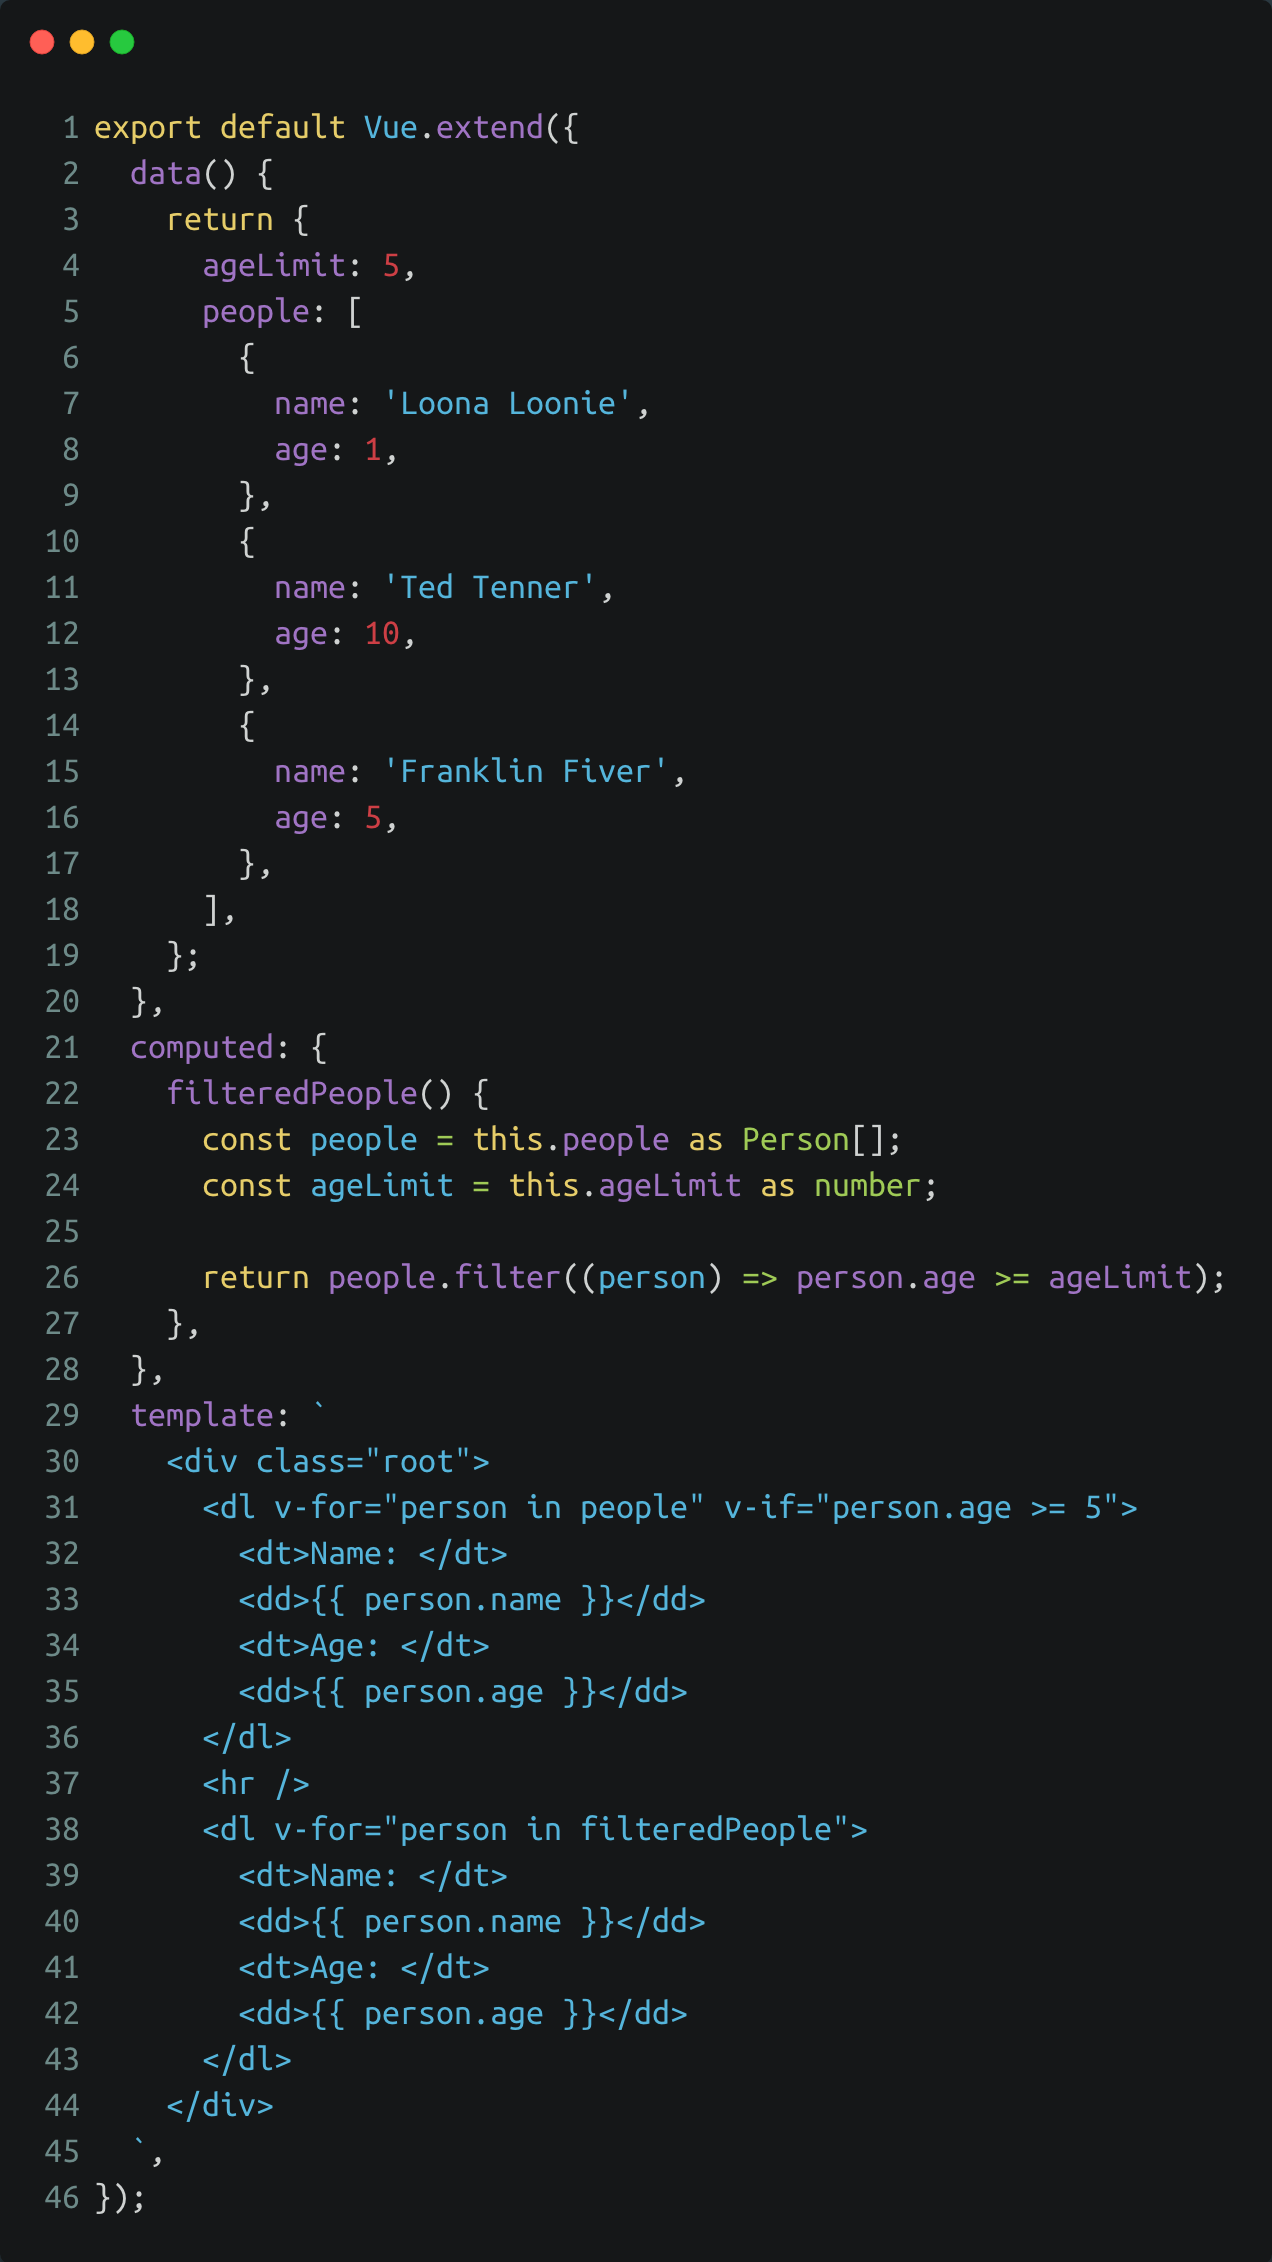 1 export default Vue.extend({
2   data() {
3     return {
4       ageLimit: 5,
5       people: [
6         {
7           name: 'Loona Loonie',
8           age: 1,
9         },
10         {
11           name: 'Ted Tenner',
12           age: 10,
13         },
14         {
15           name: 'Franklin Fiver',
16           age: 5,
17         },
18       ],
19     };
20   },
21   computed: {
22     filteredPeople() {
23       const people = this.people as Person[];
24       const ageLimit = this.ageLimit as number;
25
26       return people.filter((person) => person.age >= ageLimit);
27     },
28   },
29   template: `
30     <div class="root">
31       <dl v-for="person in people" v-if="person.age >= 5">
32         <dt>Name: </dt>
33         <dd>{{ person.name }}</dd>
34         <dt>Age: </dt>
35         <dd>{{ person.age }}</dd>
36       </dl>
37       <hr />
38       <dl v-for="person in filteredPeople">
39         <dt>Name: </dt>
40         <dd>{{ person.name }}</dd>
41         <dt>Age: </dt>
42         <dd>{{ person.age }}</dd>
43       </dl>
44     </div>
45   `,
46 });